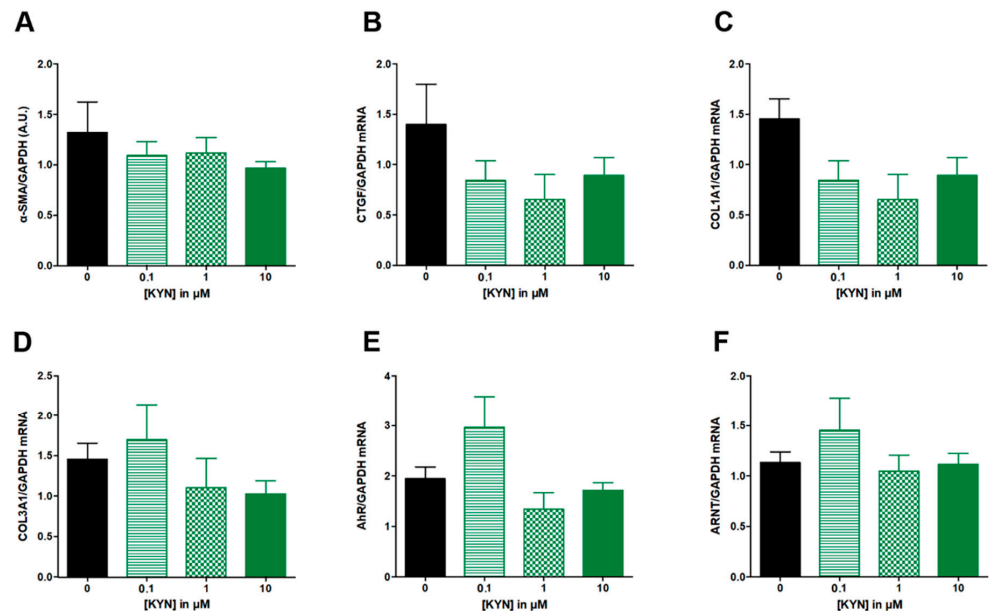 A
α-SMA/GAPDH (A.U.)
2.0
1.5
1.0
0.5
0.0
0 0.1 1 10
[KYN] in µM
B
CTGF/GAPDH mRNA
2.0
1.5
1.0
0.5
0.0
0 0.1 1 10
[KYN] in µM
C
COL1A1/GAPDH mRNA
2.0
1.5
1.0
0.5
0.0
0 0.1 1 10
[KYN] in µM
D
COL3A1/GAPDH mRNA
2.5
2.0
1.5
1.0
0.5
0.0
0 0.1 1 10
[KYN] in µM
E
AhR/GAPDH mRNA
4
3
2
1
0
0 0.1 1 10
[KYN] in µM
F
ARNT/GAPDH mRNA
2.0
1.5
1.0
0.5
0.0
0 0.1 1 10
[KYN] in µM